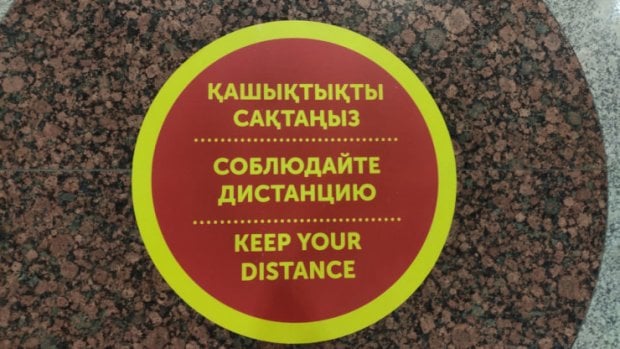 ҚАШЫҚТЫҚТЫ
САҚТАҢЫЗ
СОБЛЮДАЙТЕ
ДИСТАНЦИЮ
KEEP YOUR
DISTANCE